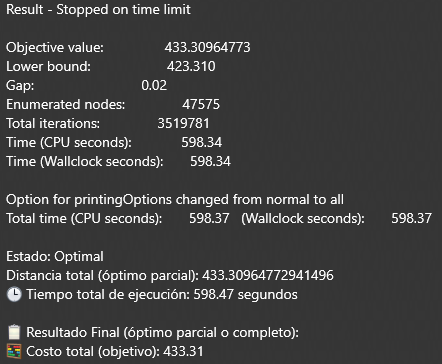 Result - Stopped on time limit
Objective value: 433.30964773
Lower bound: 423.310
Gap: 0.02
Enumerated nodes: 47575
Total iterations: 3519781
Time (CPU seconds): 598.34
Time (Wallclock seconds): 598.34
Option for printingOptions changed from normal to all
Total time (CPU seconds): 598.37 (Wallclock seconds): 598.37
Estado: Optimal
Distancia total (óptimo parcial): 433.30964772941496
🕒 Tiempo total de ejecución: 598.47 segundos
📋 Resultado Final (óptimo parcial o completo):
🧮 Costo total (objetivo): 433.31